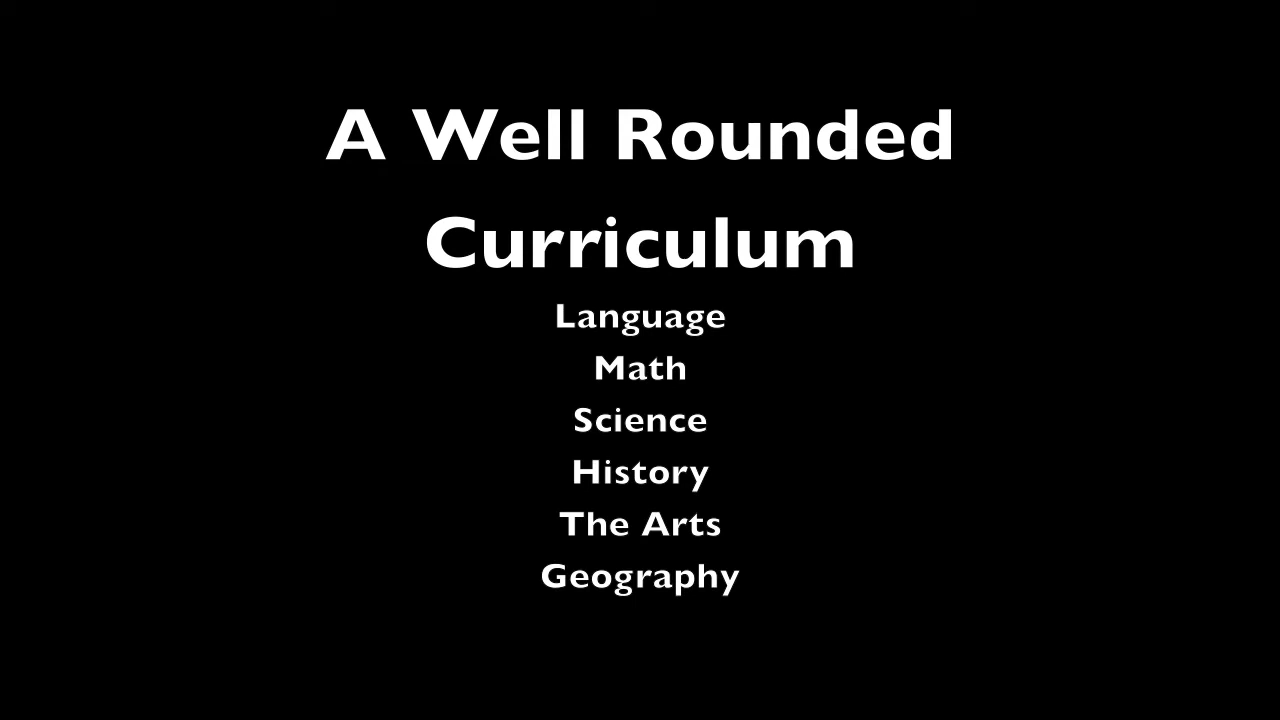 A Well Rounded
Curriculum
Language
Math
Science
History
The Arts
Geography